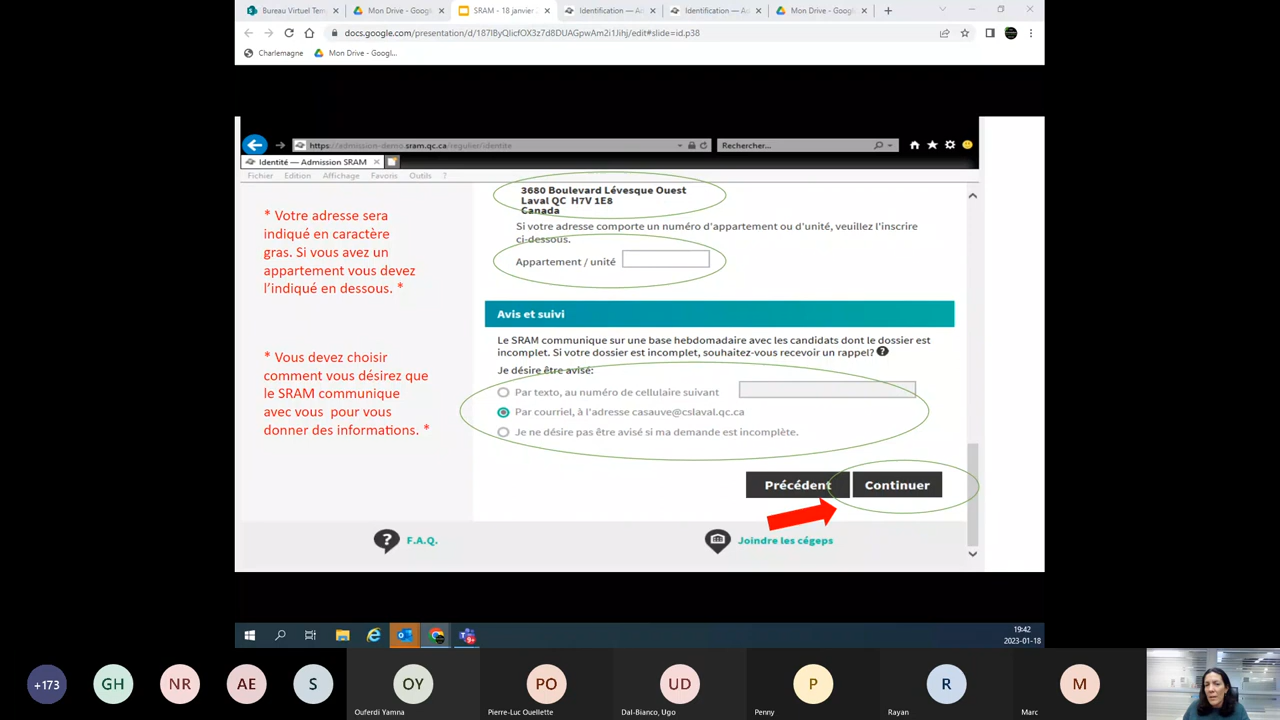 Bureau Virtuel Tem
Mon Drive - Google
SRAM - 18 janvier
Identification — Ad
Identification — Ad
Mon Drive - Google
docs.google.com/presentation/d/187IByQlicfOX3z7d8DUAGpwAm2i1Jihj/edit#slide=id.p38
Charlemagne
Mon Drive - Googl...
https://admission-demo.sram.qc.ca/regulier/identite
Rechercher...
Identité — Admission SRAM
Fichier Edition Affichage Favoris Outils ?
* Votre adresse sera
indiqué en caractère
gras. Si vous avez un
appartement vous devez
l'indiqué en dessous. *
* Vous devez choisir
comment vous désirez que
le SRAM communique
avec vous pour vous
donner des informations. *
3680 Boulevard Lévesque Ouest
Laval QC H7V 1E8
Canada
Si votre adresse comporte un numéro d'appartement ou d'unité, veuillez l'inscrire
ci-dessous.
Appartement / unité
Avis et suivi
Le SRAM communique sur une base hebdomadaire avec les candidats dont le dossier est
incomplet. Si votre dossier est incomplet, souhaitez-vous recevoir un rappel? ?
Je désire être avisé:
Par texto, au numéro de cellulaire suivant
Par courriel, à l'adresse casauve@cslaval.qc.ca
Je ne désire pas être avisé si ma demande est incomplète.
Précédent
Continuer
? F.A.Q.
Joindre les cégeps
9+
19:42
2023-01-18
+173
GH
NR
AE
S
OY
Ouferdi Yamna
PO
Pierre-Luc Ouellette
UD
Dal-Bianco, Ugo
P
Penny
R
Rayan
M
Marc